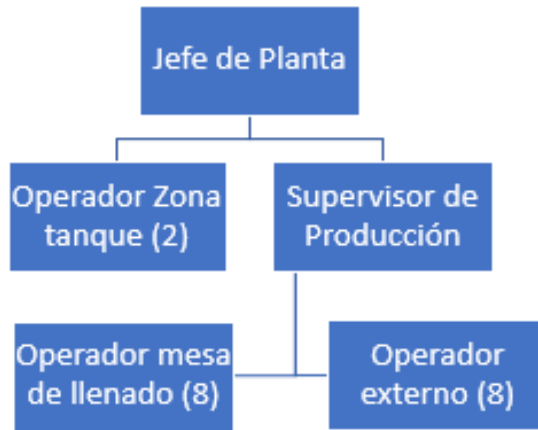 Jefe de Planta
Operador Zona
tanque (2)
Supervisor de
Producción
Operador mesa
de llenado (8)
Operador
externo (8)